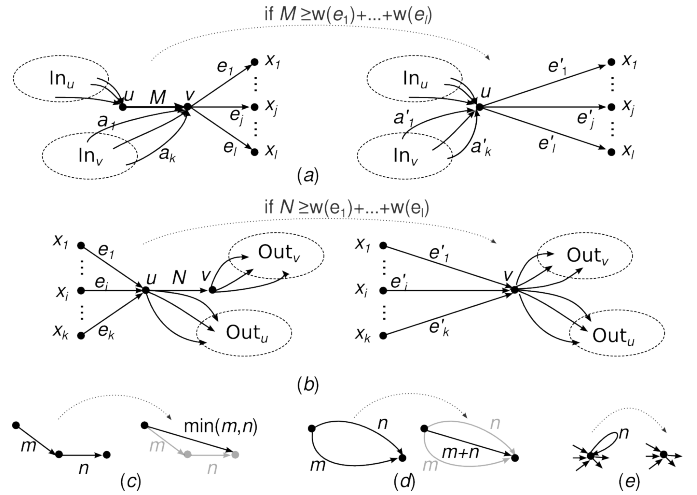 if M ≥w(e1)+...+w(el)
Inu
u
M
v
e1
x1
ej
xj
el
xl
a1
ak
Inv
Inu
u
e'1
x1
e'j
xj
e'l
xl
a'1
a'k
Inv
(a)
if N ≥w(e1)+...+w(el)
x1
e1
xi
ei
u
N
v
Outv
xk
ek
Outu
x1
e'1
xi
e'i
v
Outv
xk
e'k
Outu
(b)
m
n
min(m,n)
m
n
(c)
n
m
n
m+n
m
(d)
n
(e)